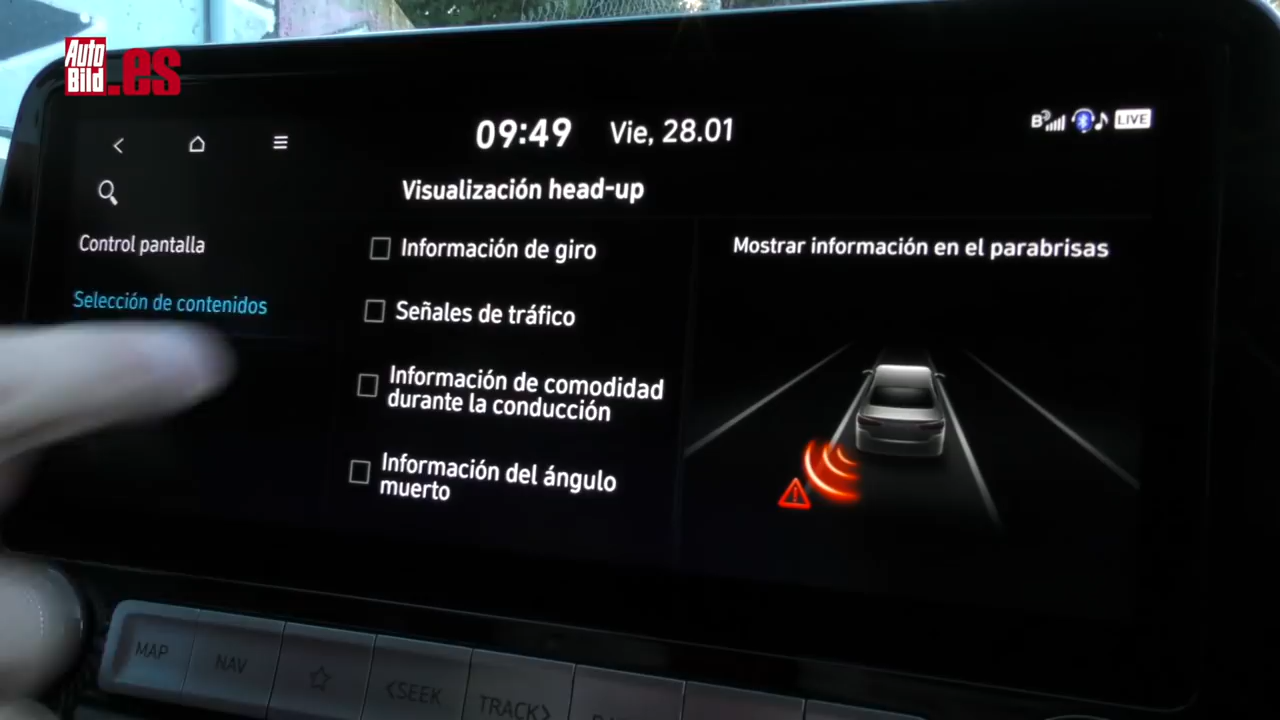 Auto
Bild
.es
09:49 Vie, 28.01
B
LIVE
Visualización head-up
Control pantalla
Selección de contenidos
Información de giro
Señales de tráfico
Información de comodidad
durante la conducción
Información del ángulo
muerto
Mostrar información en el parabrisas
MAP
NAV
<SEEK
TRACK>